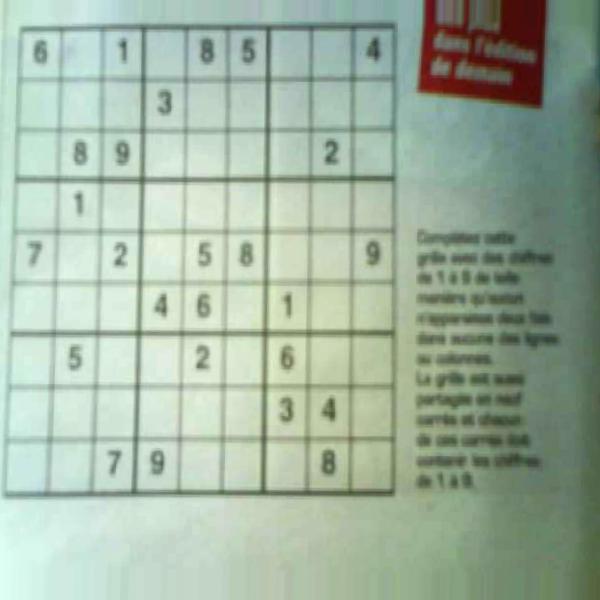 6 1 8 5 4
3
8 9 2
1
7 2 5 8 9
4 6 1
5 2 6
3 4
7 9 8
dans l'édition
de demain
Complétez cette
grille avec des chiffres
de 1 à 9 de telle
manière qu'aucun
n'apparaisse deux fois
dans aucune des lignes
ou colonnes.
La grille est aussi
partagée en neuf
carrés et chacun
de ces carrés doit
contenir les chiffres
de 1 à 9.